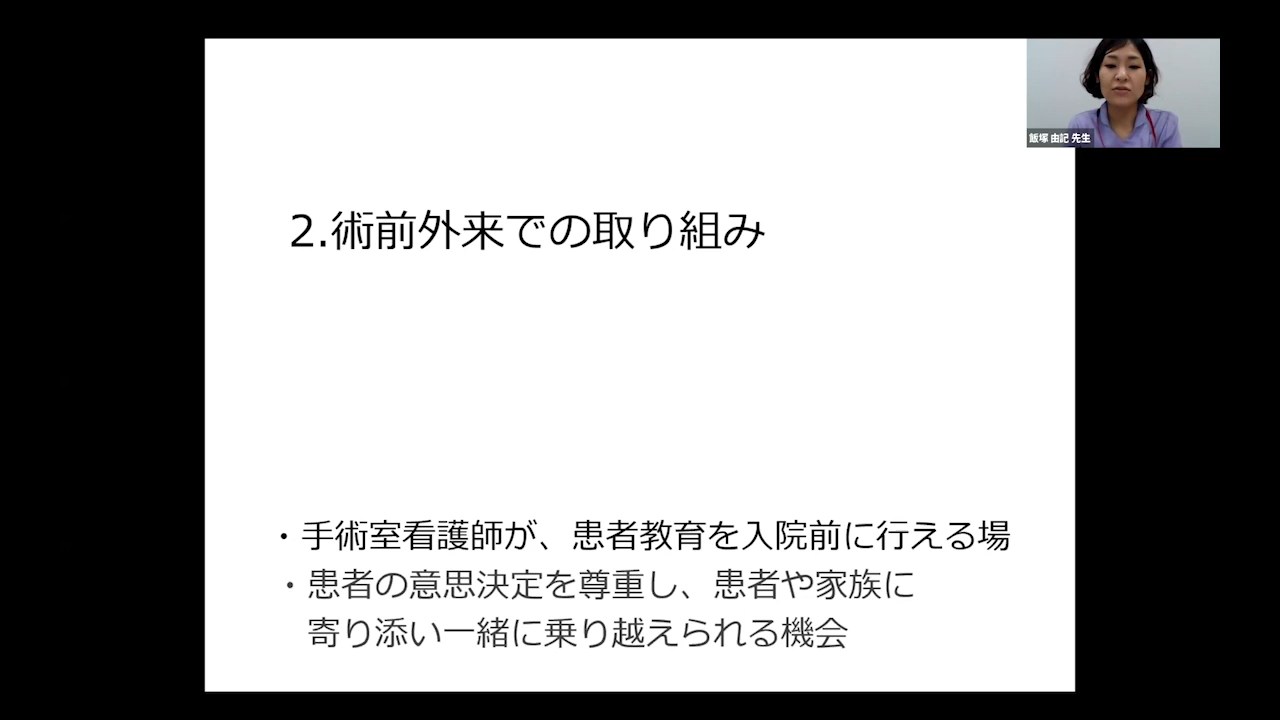 飯塚 由記 先生
2.術前外来での取り組み
・手術室看護師が、患者教育を入院前に行える場
・患者の意思決定を尊重し、患者や家族に
寄り添い一緒に乗り越えられる機会